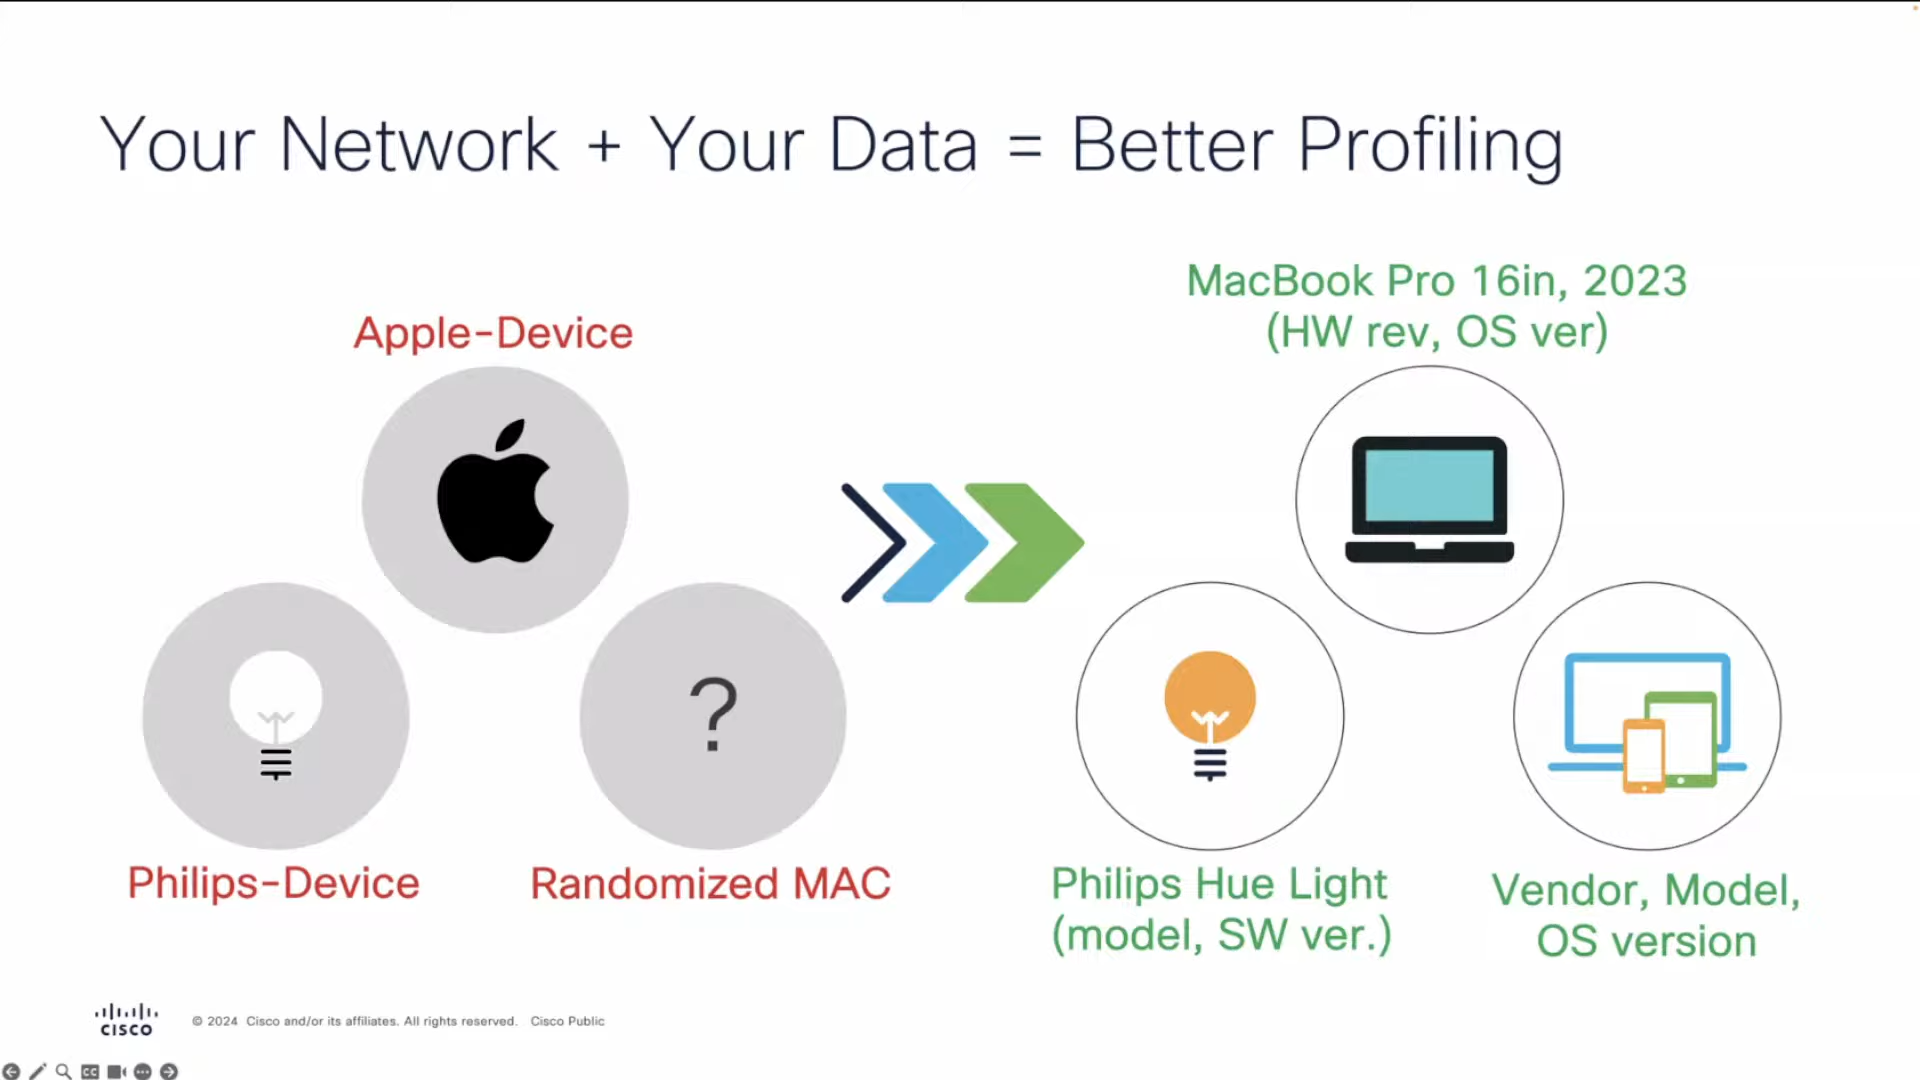 Your Network + Your Data = Better Profiling
Apple-Device
MacBook Pro 16in, 2023
(HW rev, OS ver)
?
Philips-Device
Randomized MAC
Philips Hue Light
(model, SW ver.)
Vendor, Model,
OS version
CISCO
© 2024 Cisco and/or its affiliates. All rights reserved. Cisco Public
CC